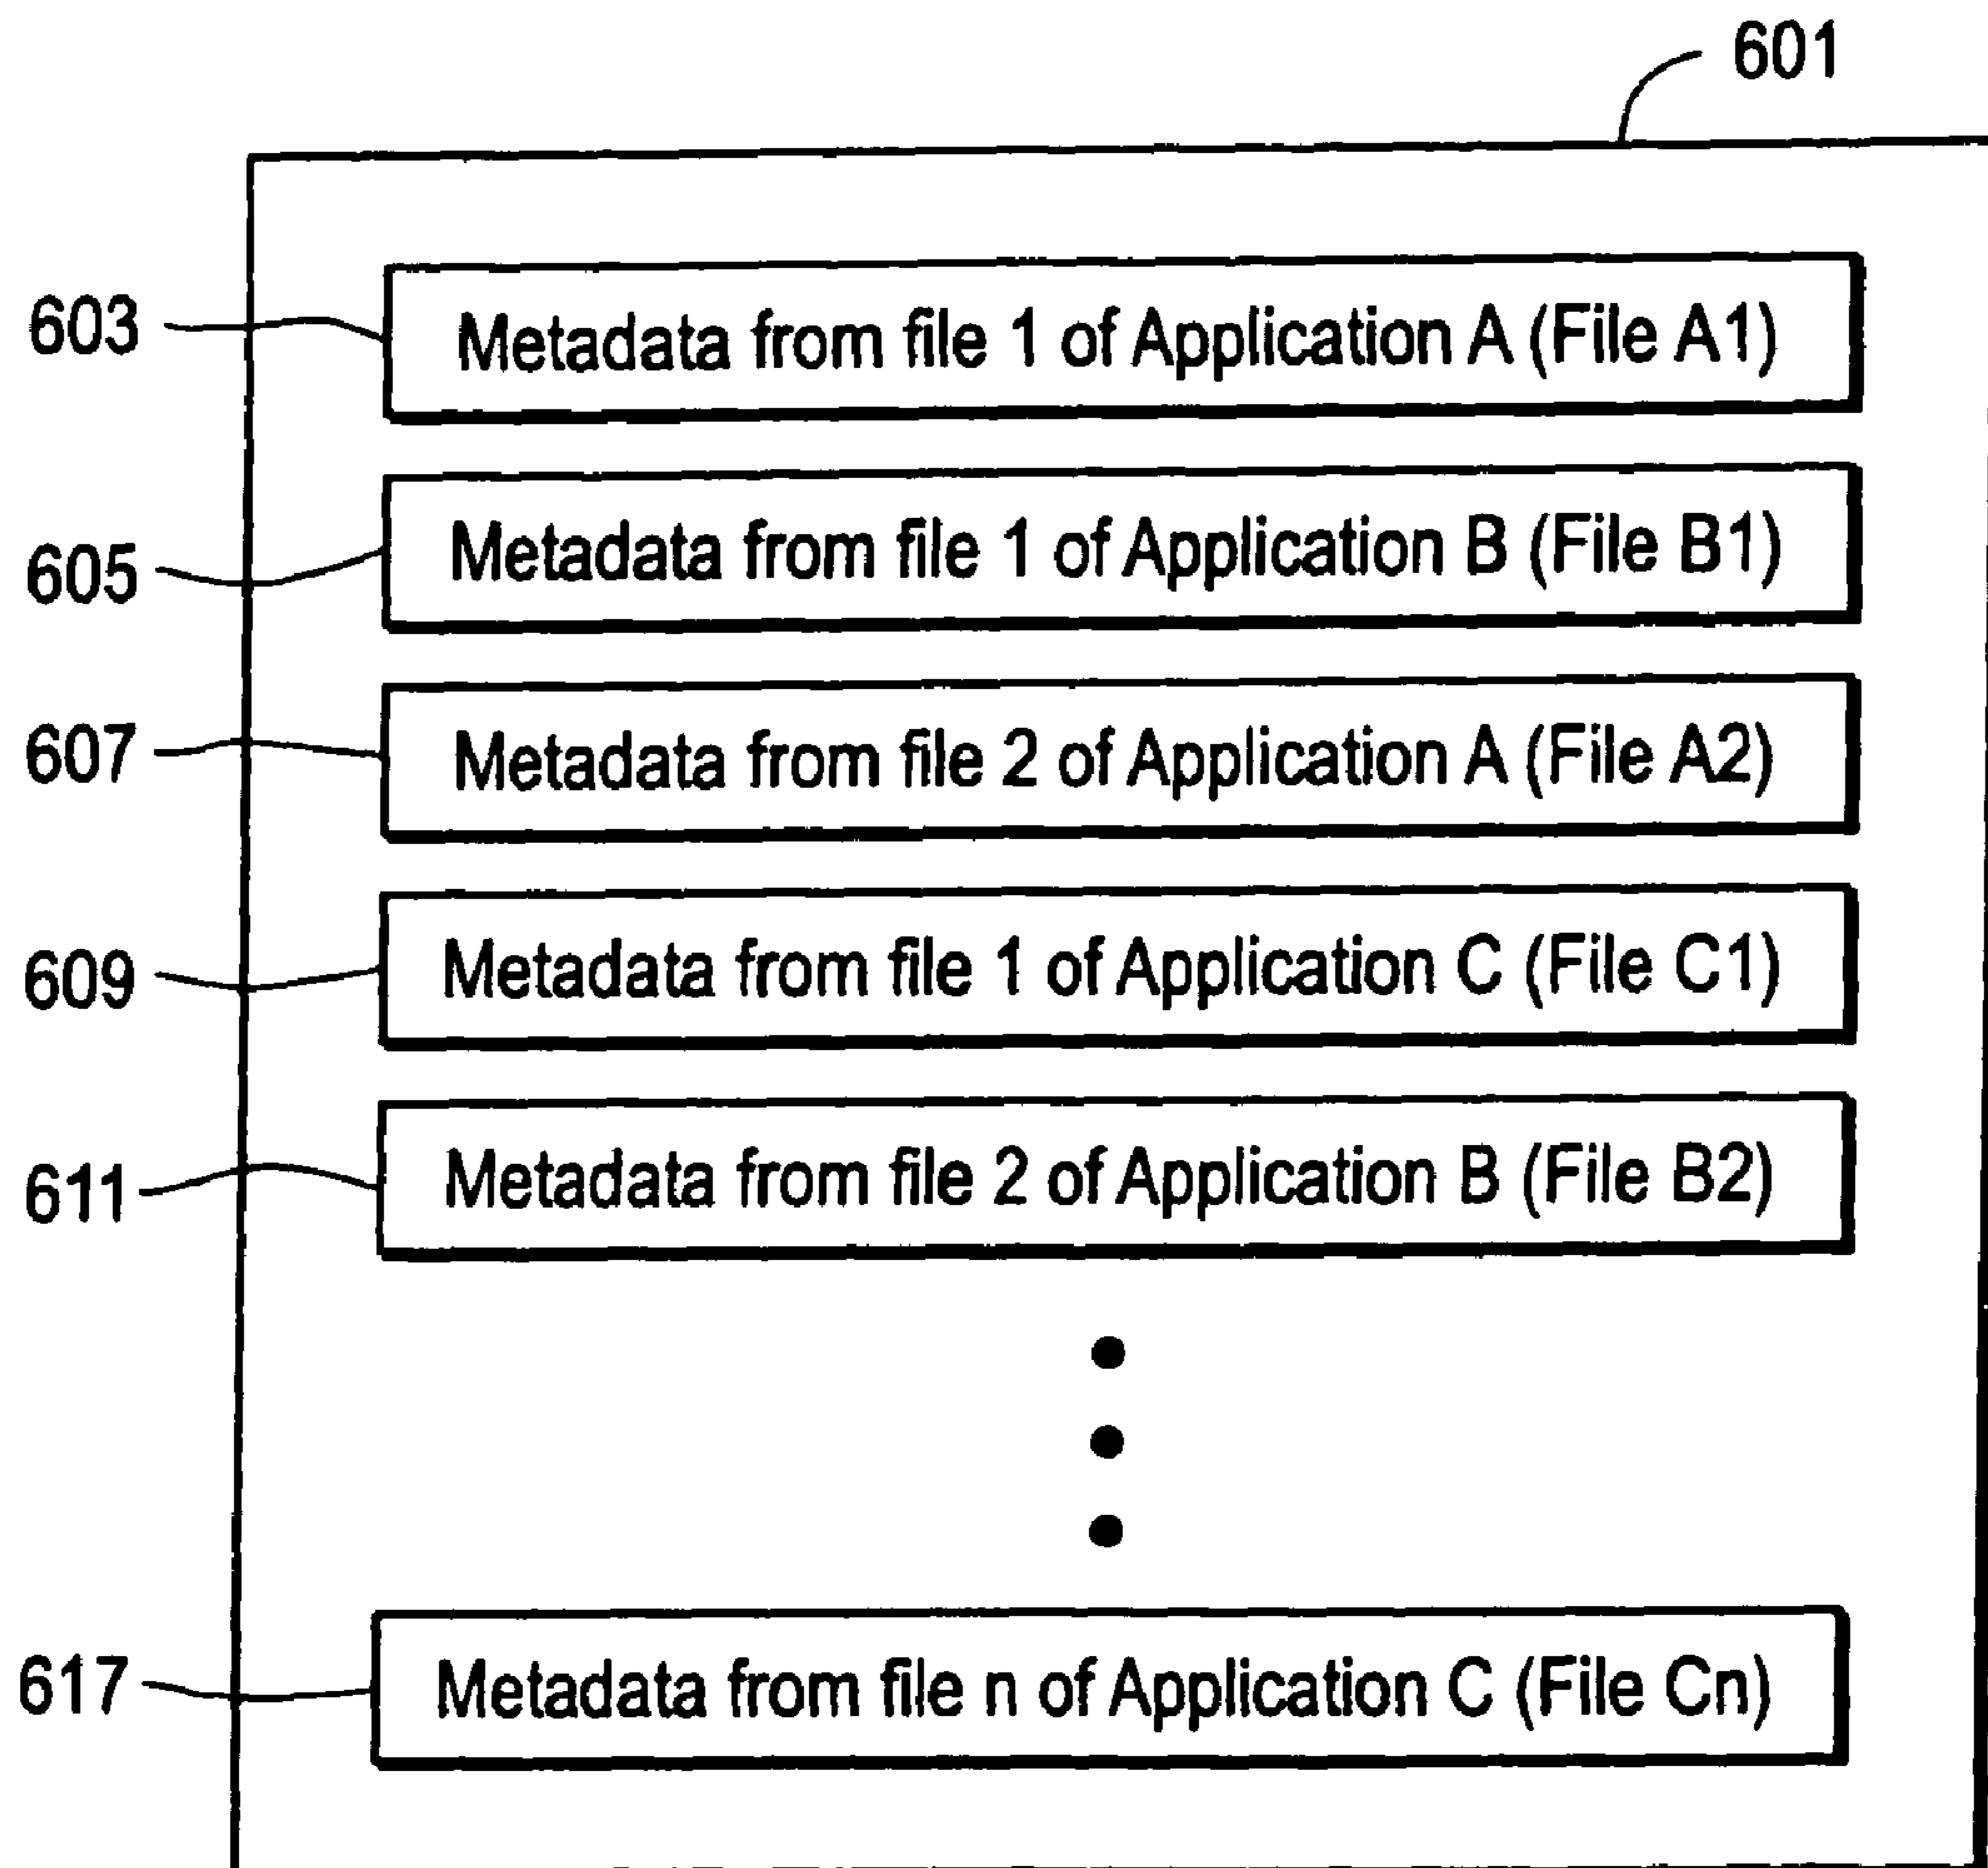 601
603 Metadata from file 1 of Application A (File A1)
605 Metadata from file 1 of Application B (File B1)
607 Metadata from file 2 of Application A (File A2)
609 Metadata from file 1 of Application C (File C1)
611 Metadata from file 2 of Application B (File B2)
617 Metadata from file n of Application C (File Cn)